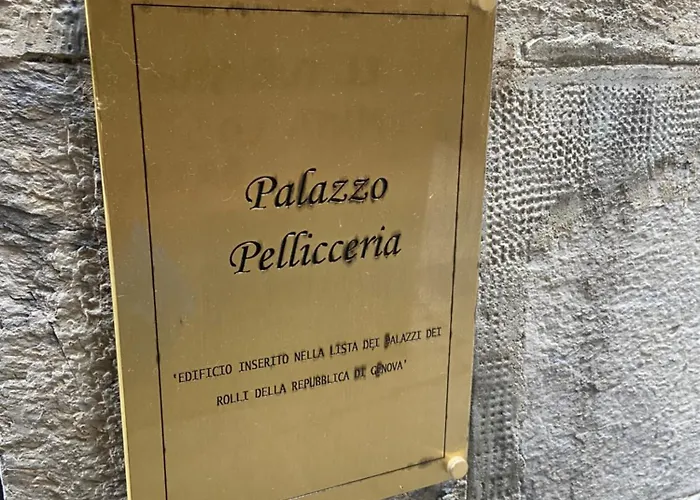 Palazzo
Pellicceria
'EDIFICIO INSERITO NELLA LISTA DEI PALAZZI DEI
ROLLI DELLA REPUBBLICA DI GENOVA'